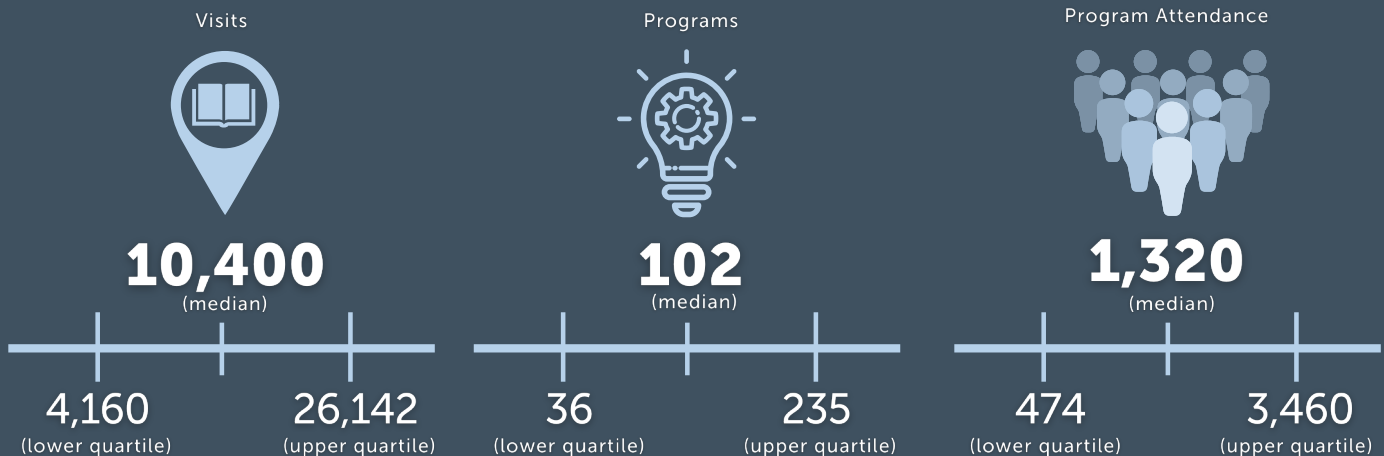 Visits
10,400
(median)
4,160
(lower quartile)
26,142
(upper quartile)
Programs
102
(median)
36
(lower quartile)
235
(upper quartile)
Program Attendance
1,320
(median)
474
(lower quartile)
3,460
(upper quartile)